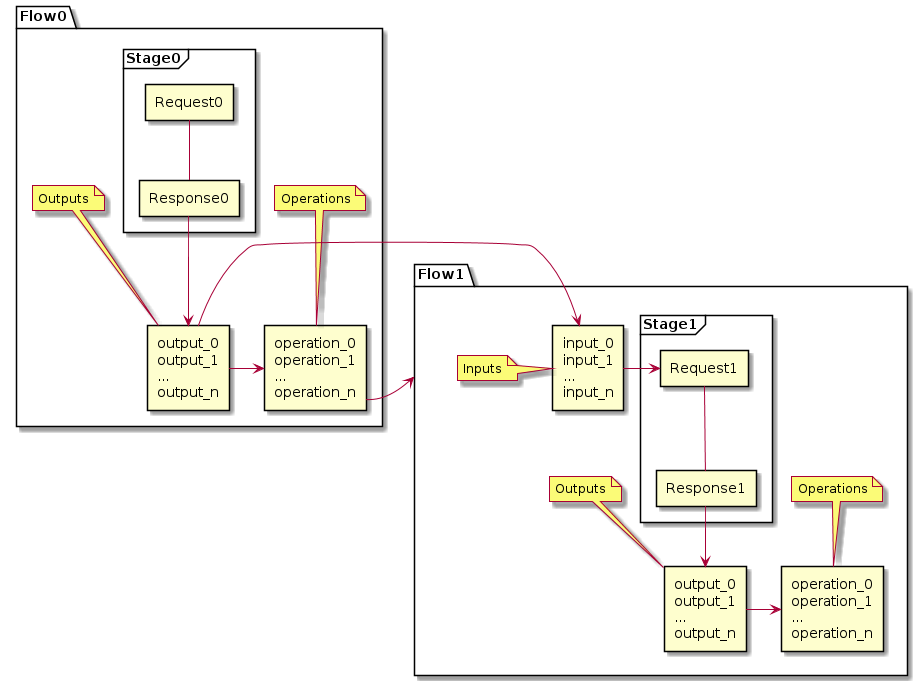 Flow0
Stage0
Request0
Outputs
Response0
Operations
output_0
output_1
...
output_n
operation_0
operation_1
...
operation_n
Flow1
Stage1
Inputs
input_0
input_1
...
input_n
Request1
Outputs
Response1
Operations
output_0
output_1
...
output_n
operation_0
operation_1
...
operation_n